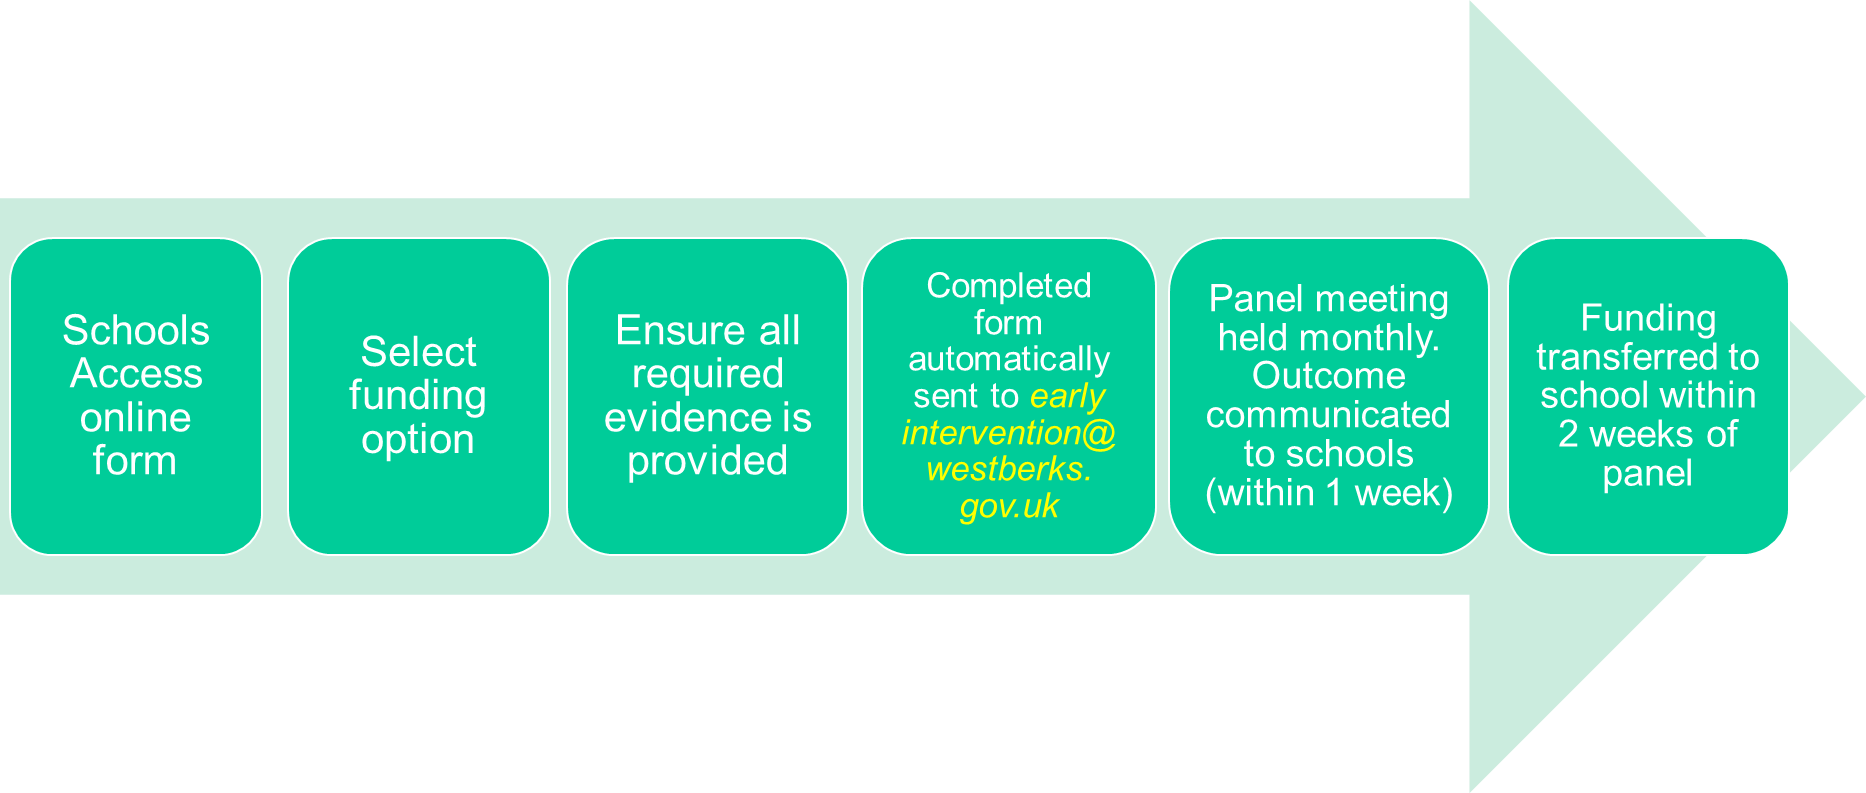 Schools
Access
online
form
Select
funding
option
Ensure all
required
evidence is
provided
Completed
form
automatically
sent to early
intervention@
westberks.
gov.uk
Panel meeting
held monthly.
Outcome
communicated
to schools
(within 1 week)
Funding
transferred to
school within
2 weeks of
panel